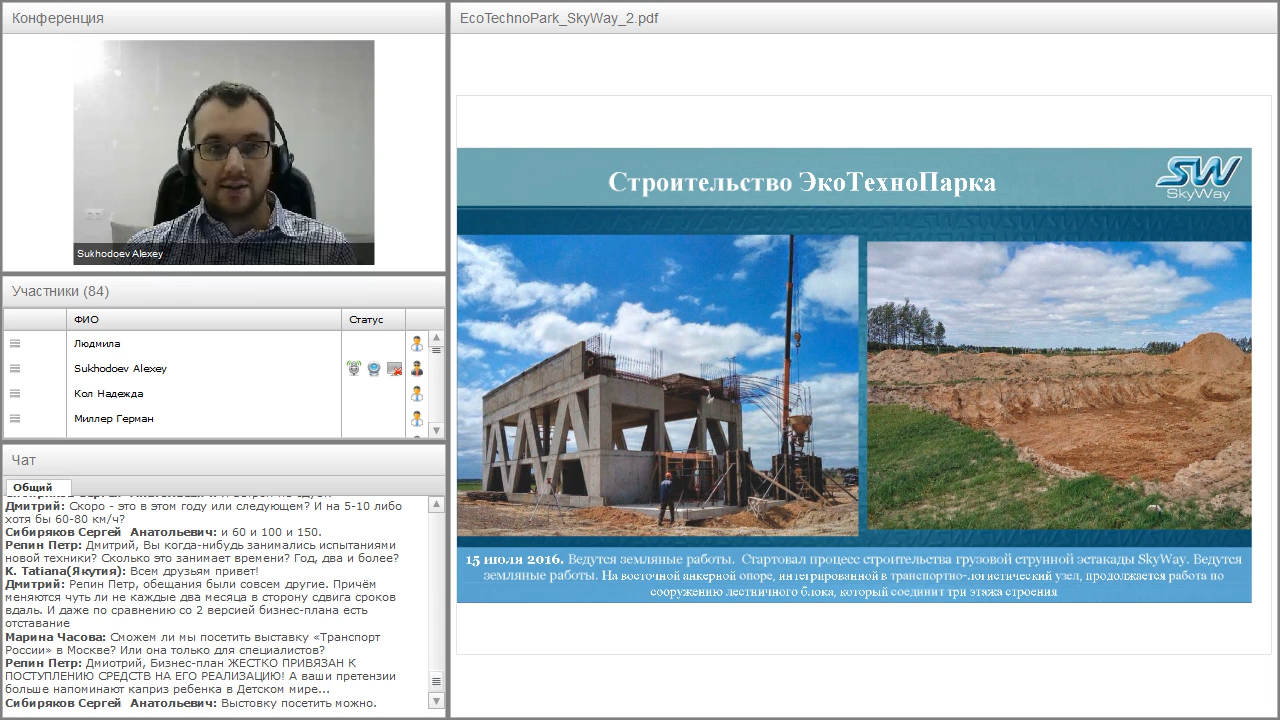 Конференция
Sukhodoev Alexey
Участники (84)
ФИО
Статус
Людмила
Sukhodoev Alexey
Кол Надежда
Миллер Герман
Чат
Общий
Дмитрий: Скоро - это в этом году или следующем? И на 5-10 либо
хотя бы 60-80 км/ч?
Сибиряков Сергей Анатольевич: и 60 и 100 и 150.
Репин Петр: Дмитрий, Вы когда-нибудь занимались испытаниями
новой техники? Сколько это занимает времени? Год, два и более?
K. Tatiana(Якутия): Всем друзьям привет!
Дмитрий: Репин Петр, обещания были совсем другие. Причём
меняются чуть ли не каждые два месяца в сторону сдвига сроков
вдаль. И даже по сравнению со 2 версией бизнес-плана есть
отставание
Марина Часова: Сможем ли мы посетить выставку «Транспорт
России» в Москве? Или она только для специалистов?
Репин Петр: Дмиотрий, Бизнес-план ЖЕСТКО ПРИВЯЗАН К
ПОСТУПЛЕНИЮ СРЕДСТВ НА ЕГО РЕАЛИЗАЦИЮ! А ваши претензии
больше напоминают каприз ребенка в Детском мире...
Сибиряков Сергей Анатольевич: Выстовку посетить можно.
EcoTechnoPark_SkyWay_2.pdf
Строительство ЭкоТехноПарка
SW
SkyWay
15 июля 2016. Ведутся земляные работы. Стартовал процесс строительства грузовой струнной эстакады SkyWay. Ведутся
земляные работы. На восточной анкерной опоре, интегрированной в транспортно-логистический узел, продолжается работа по
сооружению лестничного блока, который соединит три этажа строения